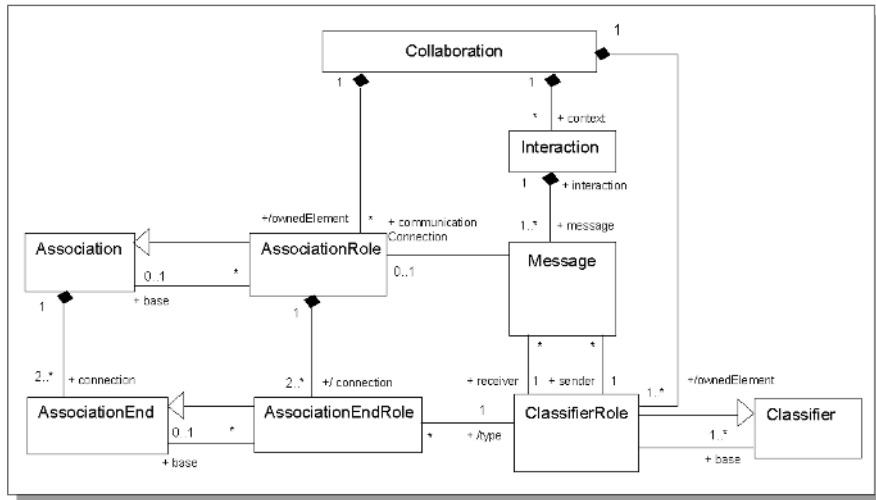 1
Collaboration
1
1
* + context
Interaction
1 + interaction
+/ownedElement * + communication
Connection
1..* + message
Association
AssociationRole
Message
0..1 *
0..1
+ base
1
1
* *
2..* + connection
2..* +/ connection
+ receiver 1 + sender 1
1..* +/ownedElement
AssociationEnd
AssociationEndRole
ClassifierRole
Classifier
1
0..1 *
* + /type
1..*
+ base
+ base